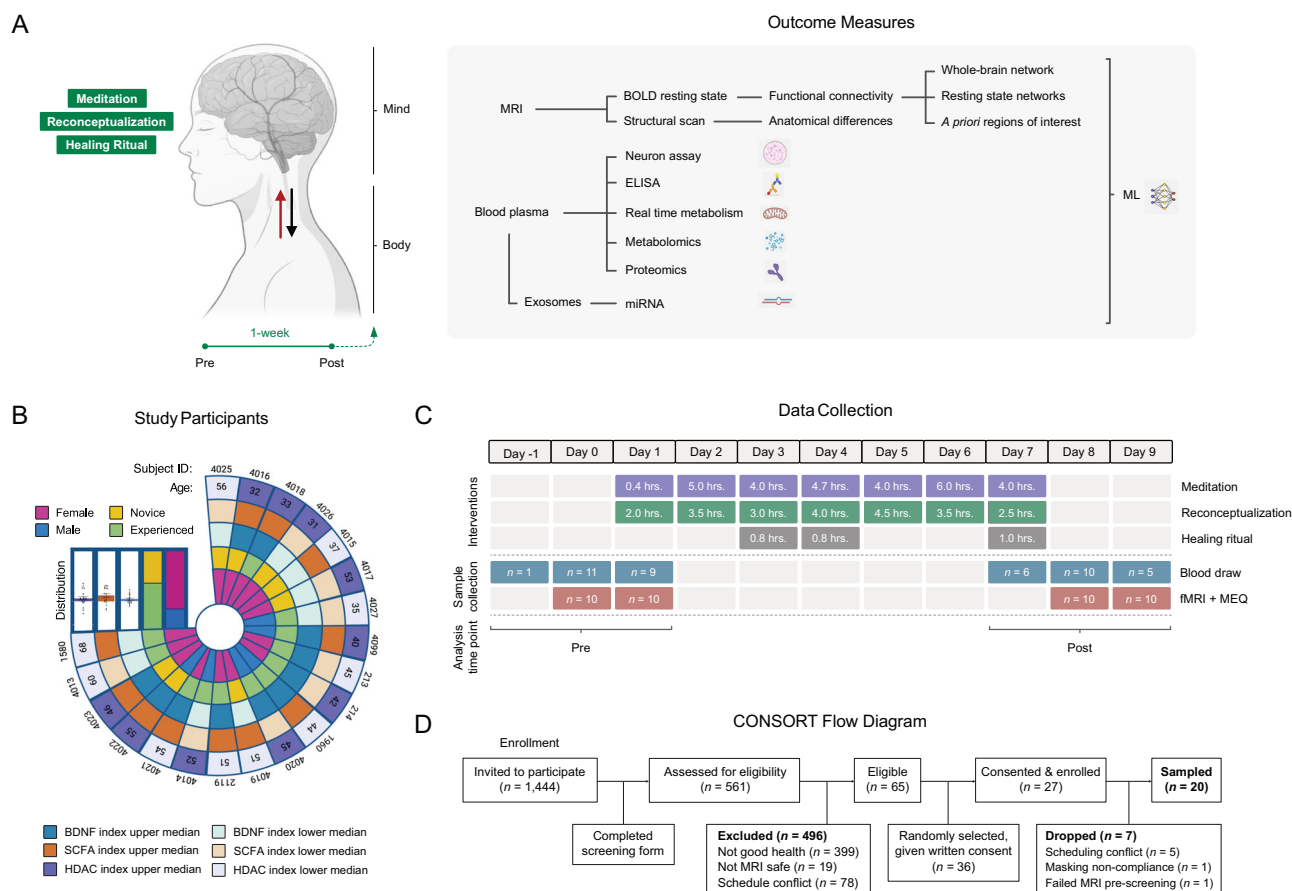 A
Outcome Measures
Meditation
Reconceptualization
Healing Ritual
Mind
Body
1-week
Pre
Post
MRI
BOLD resting state
Functional connectivity
Whole-brain network
Resting state networks
A priori regions of interest
Structural scan
Anatomical differences
Blood plasma
Neuron assay
ELISA
Real time metabolism
Metabolomics
Proteomics
Exosomes
miRNA
ML
B
Study Participants
Subject ID:
Age:
Female
Male
Novice
Experienced
Distribution
4025
4016
4018
4026
4015
4017
4027
4099
213
214
1960
4020
4019
2119
4014
4021
4022
4023
4013
1580
56
32
33
31
37
53
35
40
45
42
44
45
51
51
52
54
55
46
60
68
BDNF index upper median
BDNF index lower median
SCFA index upper median
SCFA index lower median
HDAC index upper median
HDAC index lower median
C
Data Collection
Day -1 Day 0 Day 1 Day 2 Day 3 Day 4 Day 5 Day 6 Day 7 Day 8 Day 9
Interventions
0.4 hrs. 5.0 hrs. 4.0 hrs. 4.7 hrs. 4.0 hrs. 6.0 hrs. 4.0 hrs. Meditation
2.0 hrs. 3.5 hrs. 3.0 hrs. 4.0 hrs. 4.5 hrs. 3.5 hrs. 2.5 hrs. Reconceptualization
0.8 hrs. 0.8 hrs. 1.0 hrs. Healing ritual
Sample
collection
n = 1 n = 11 n = 9 n = 6 n = 10 n = 5 Blood draw
n = 10 n = 10 n = 10 n = 10 fMRI + MEQ
Analysis
time point
Pre
Post
D
CONSORT Flow Diagram
Enrollment
Invited to participate
(n = 1,444)
Assessed for eligibility
(n = 561)
Eligible
(n = 65)
Consented & enrolled
(n = 27)
Sampled
(n = 20)
Completed
screening form
Excluded (n = 496)
Not good health (n = 399)
Not MRI safe (n = 19)
Schedule conflict (n = 78)
Randomly selected,
given written consent
(n = 36)
Dropped (n = 7)
Scheduling conflict (n = 5)
Masking non-compliance (n = 1)
Failed MRI pre-screening (n = 1)